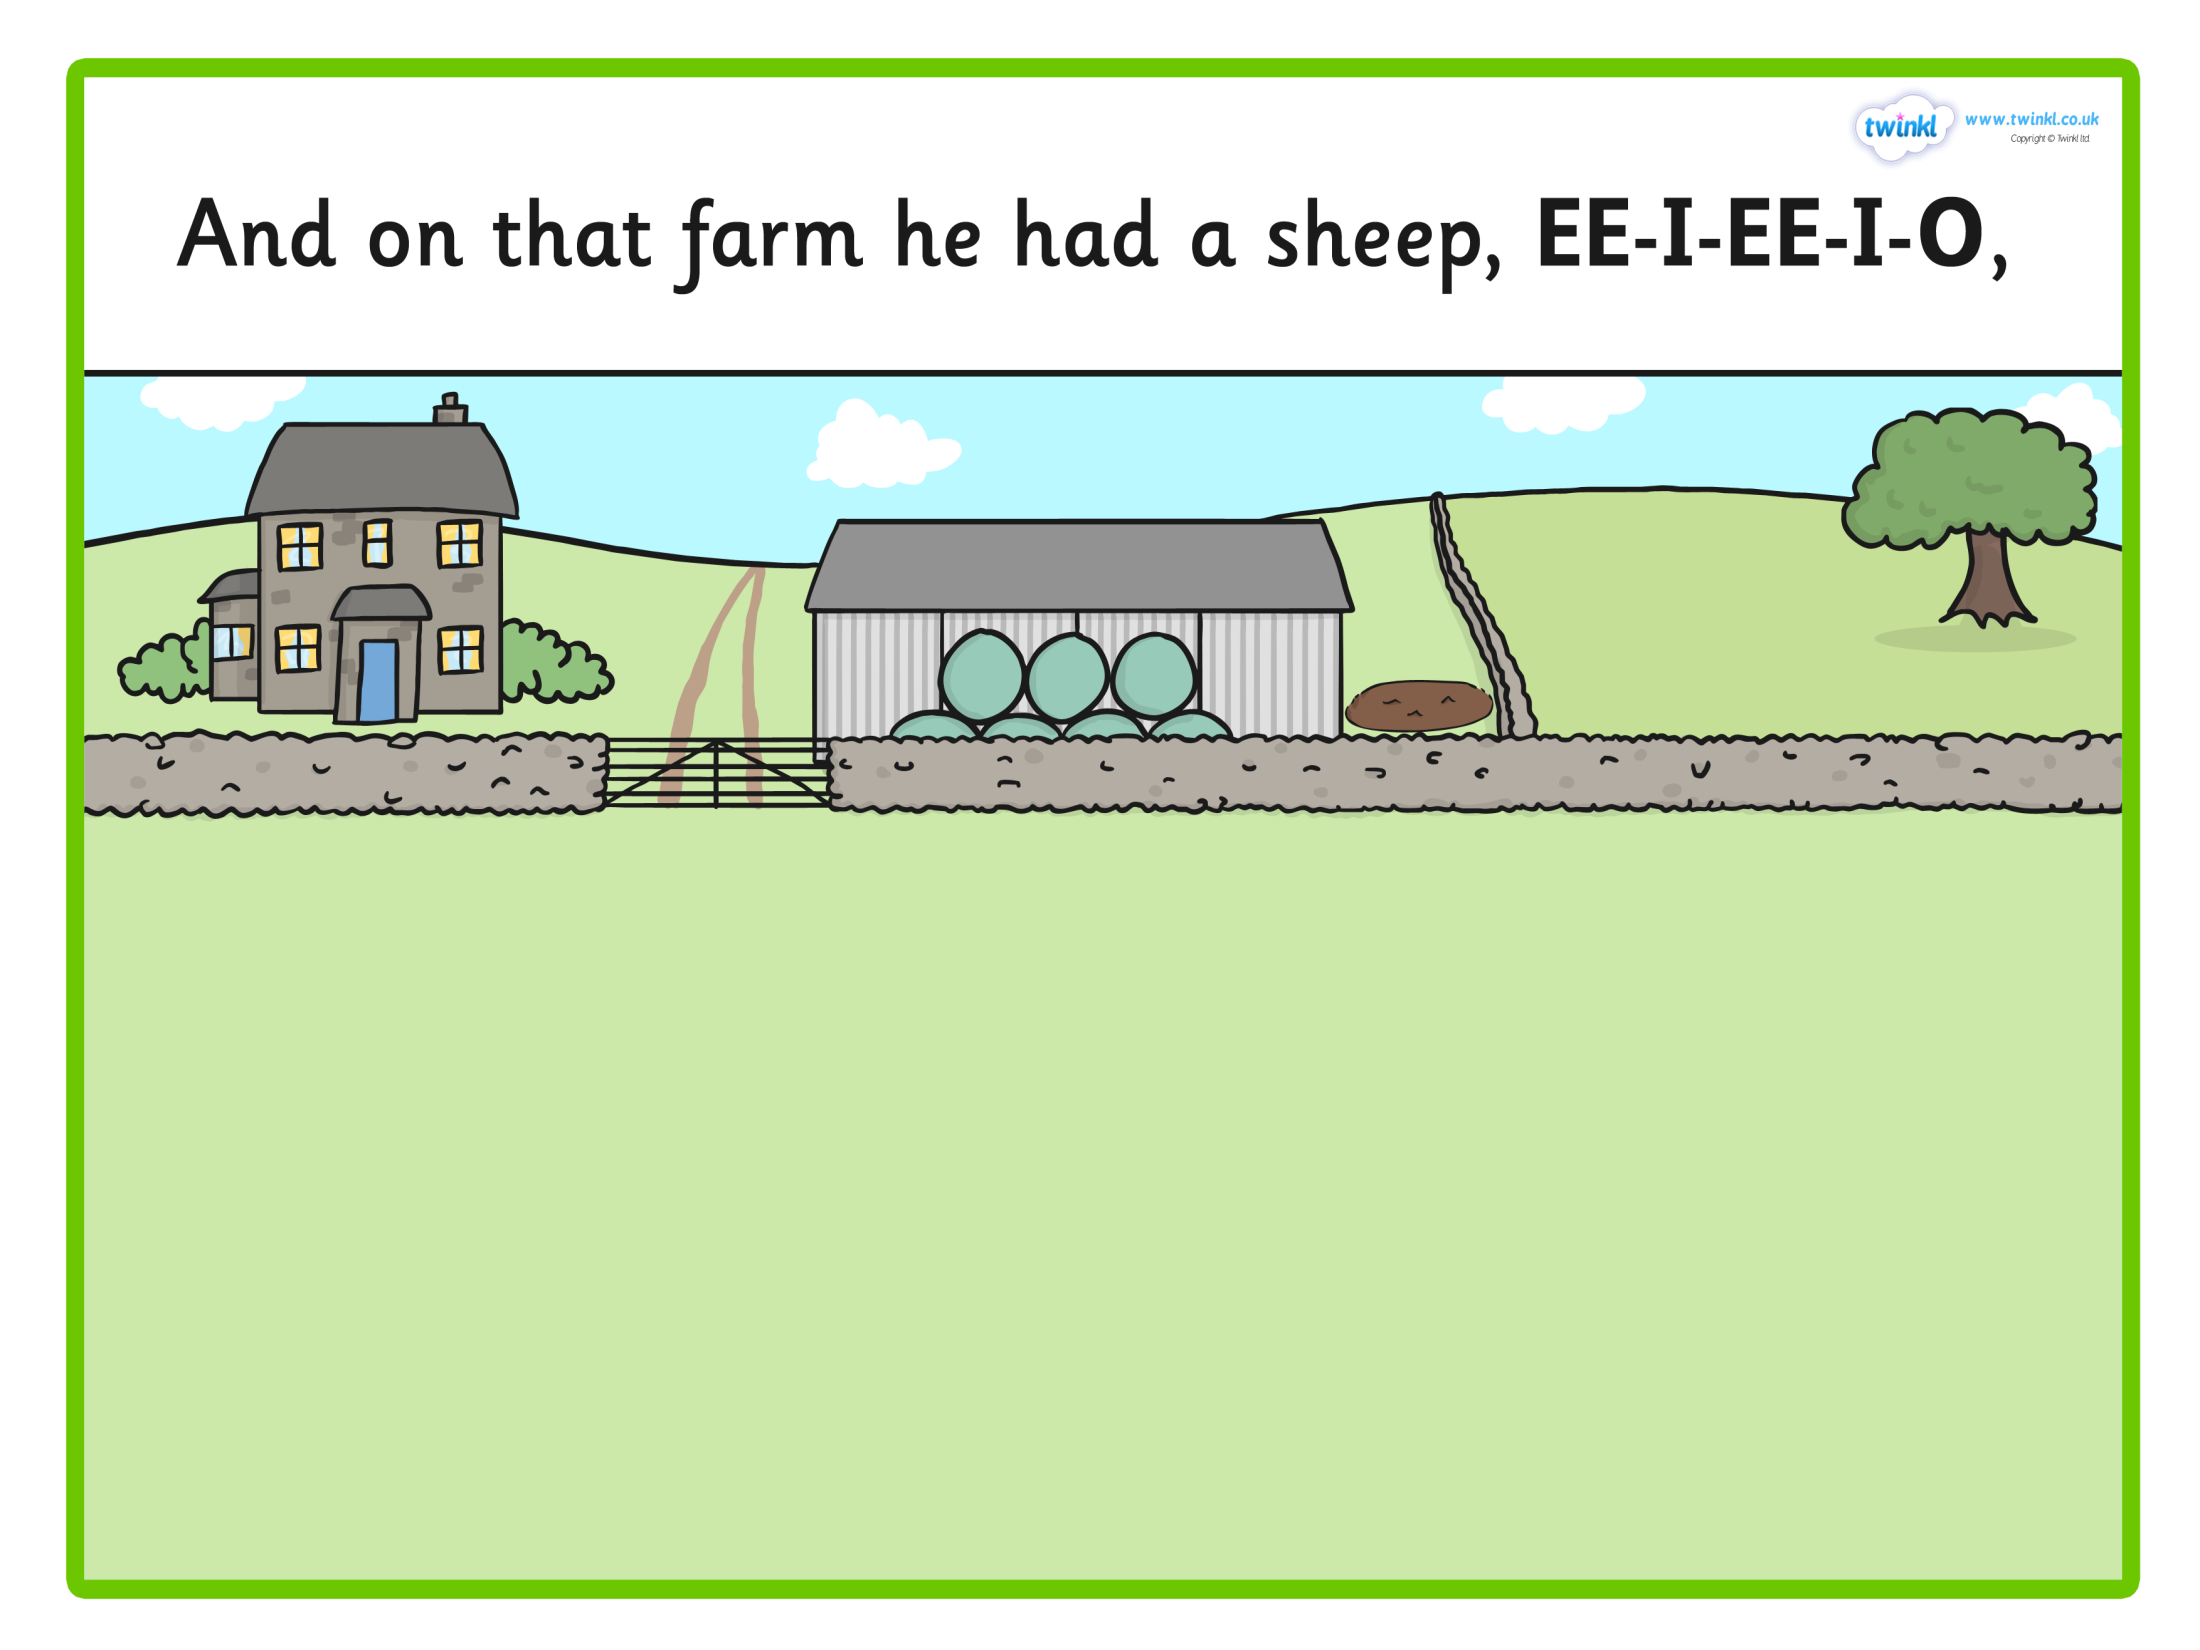 twinkl www.twinkl.co.uk
Copyright © Twinkl ltd
And on that farm he had a sheep, EE-I-EE-I-O,